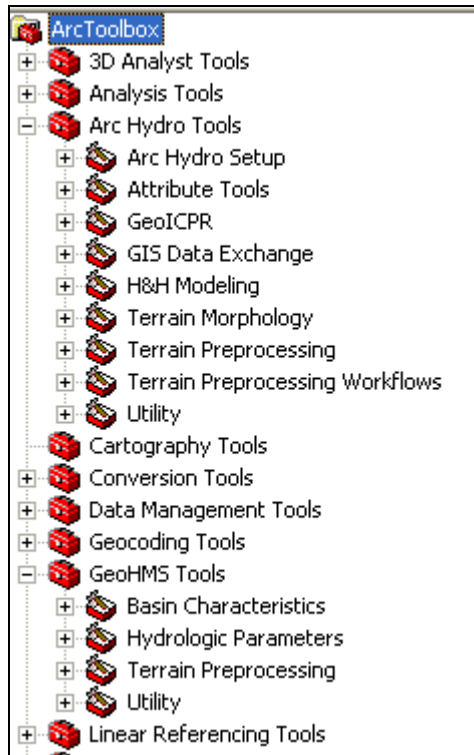 ArcToolbox
3D Analyst Tools
Analysis Tools
Arc Hydro Tools
Arc Hydro Setup
Attribute Tools
GeoICPR
GIS Data Exchange
H&H Modeling
Terrain Morphology
Terrain Preprocessing
Terrain Preprocessing Workflows
Utility
Cartography Tools
Conversion Tools
Data Management Tools
Geocoding Tools
GeoHMS Tools
Basin Characteristics
Hydrologic Parameters
Terrain Preprocessing
Utility
Linear Referencing Tools